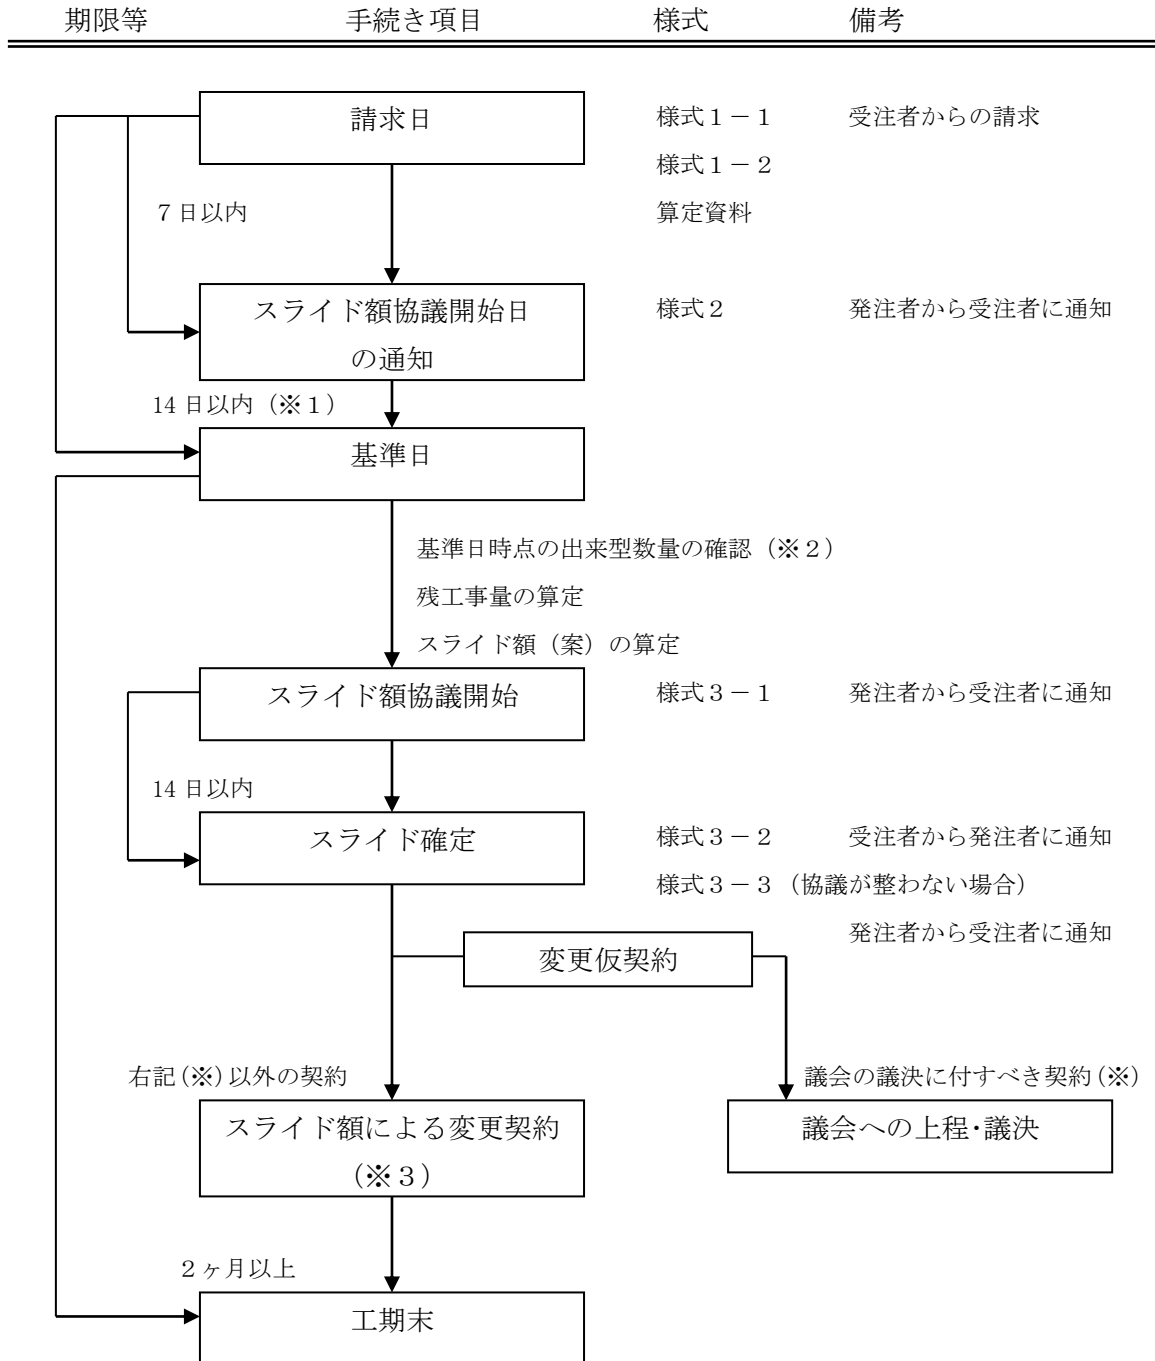 期限等 手続き項目 様式 備考
請求日 様式1－1 受注者からの請求
様式1－2
7日以内 算定資料
スライド額協議開始日 様式2 発注者から受注者に通知
の通知
14日以内（※1）
基準日
基準日時点の出来型数量の確認（※2）
残工事量の算定
スライド額（案）の算定
スライド額協議開始 様式3－1 発注者から受注者に通知
14日以内
スライド確定 様式3－2 受注者から発注者に通知
様式3－3（協議が整わない場合）
発注者から受注者に通知
変更仮契約
右記(※)以外の契約 議会の議決に付すべき契約(※)
スライド額による変更契約 議会への上程・議決
（※3）
2ヶ月以上
工期末